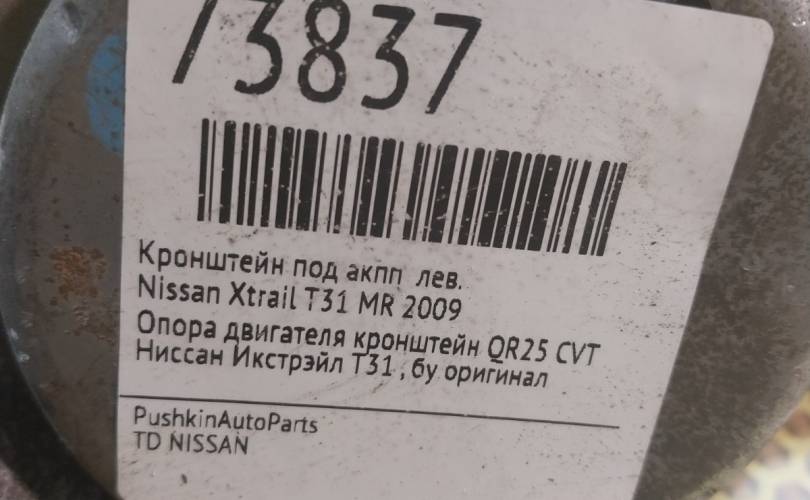 73837
Кронштейн под акпп лев.
Nissan Xtrail T31 MR 2009
Опора двигателя кронштейн QR25 CVT
Ниссан Икстрэйл Т31 , бу оригинал
PushkinAutoParts
TD NISSAN